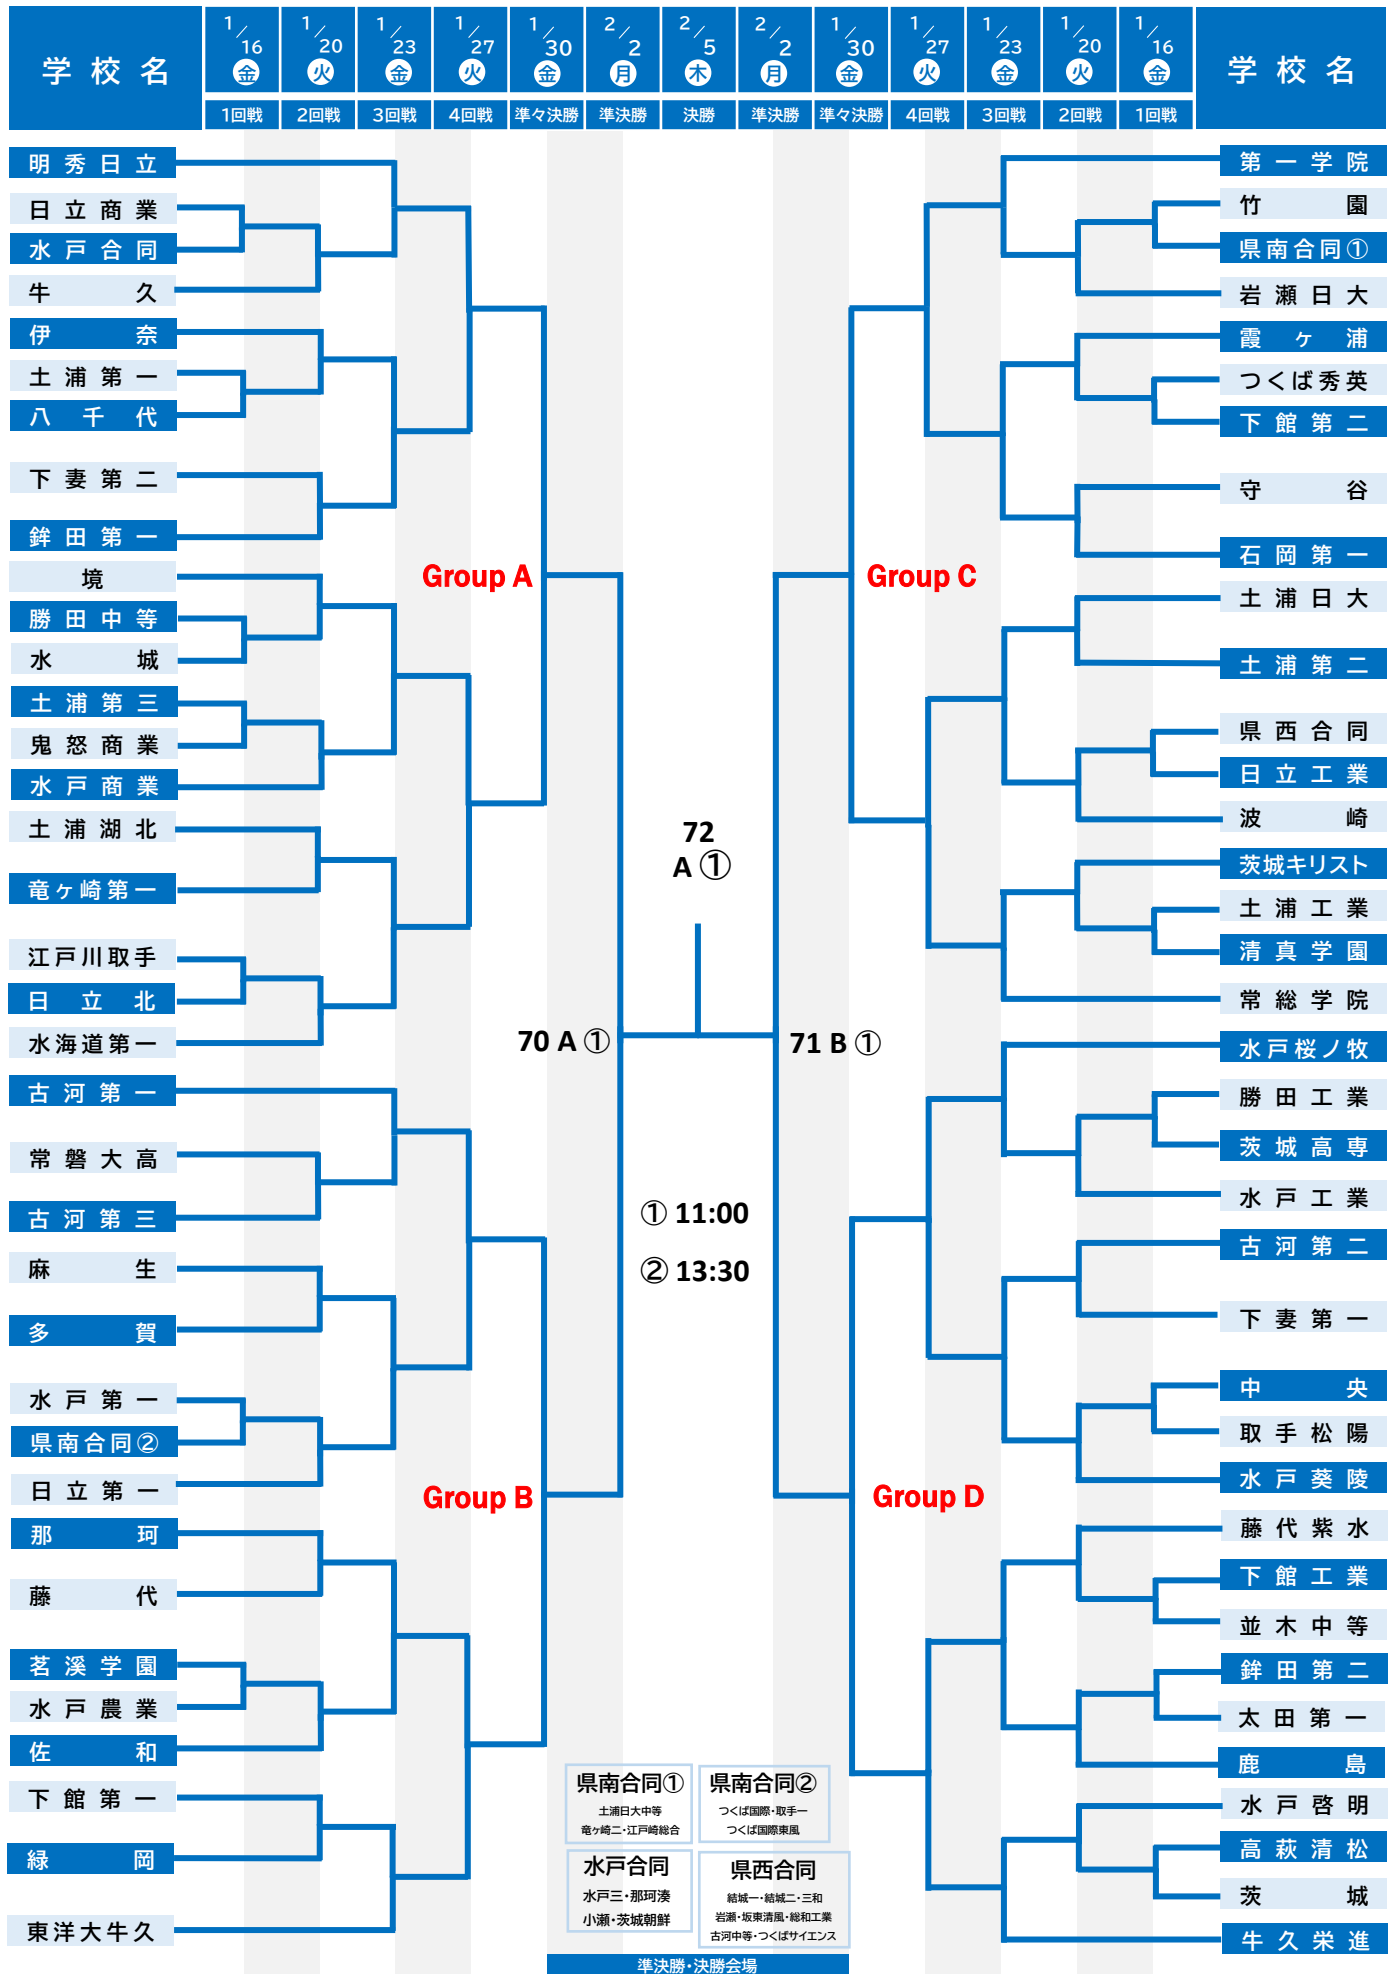 学校名 1/16金 1/20火 1/23金 1/27火 1/30金 2/2月 2/5木 2/2月 1/30金 1/27火 1/23金 1/20火 1/16金 学校名
1回戦 2回戦 3回戦 4回戦 準々決勝 準決勝 決勝 準決勝 準々決勝 4回戦 3回戦 2回戦 1回戦
明秀日立
日立商業
水戸合同
牛久
伊奈
土浦第一
八千代
下妻第二
鉾田第一
境
勝田中等
水城
土浦第三
鬼怒商業
水戸商業
土浦湖北
竜ヶ崎第一
江戸川取手
日立北
水海道第一
古河第一
常磐大高
古河第三
麻生
多賀
水戸第一
県南合同②
日立第一
那珂
藤代
茗溪学園
水戸農業
佐和
下館第一
緑岡
東洋大牛久
Group A
Group B
72
A ①
70 A ①
71 B ①
① 11:00
② 13:30
Group C
Group D
第一学院
竹園
県南合同①
岩瀬日大
霞ヶ浦
つくば秀英
下館第二
守谷
石岡第一
土浦日大
土浦第二
県西合同
日立工業
波崎
茨城キリスト
土浦工業
清真学園
常総学院
水戸桜ノ牧
勝田工業
茨城高専
水戸工業
古河第二
下妻第一
中央
取手松陽
水戸葵陵
藤代紫水
下館工業
並木中等
鉾田第二
太田第一
鹿島
水戸啓明
高萩清松
茨城
牛久栄進
県南合同①
土浦日大中等
竜ヶ崎二・江戸崎総合
県南合同②
つくば国際・取手一
つくば国際東風
水戸合同
水戸三・那珂湊
小瀬・茨城朝鮮
県西合同
結城一・結城二・三和
岩瀬・坂東清風・総和工業
古河中等・つくばサイエンス
準決勝・決勝会場